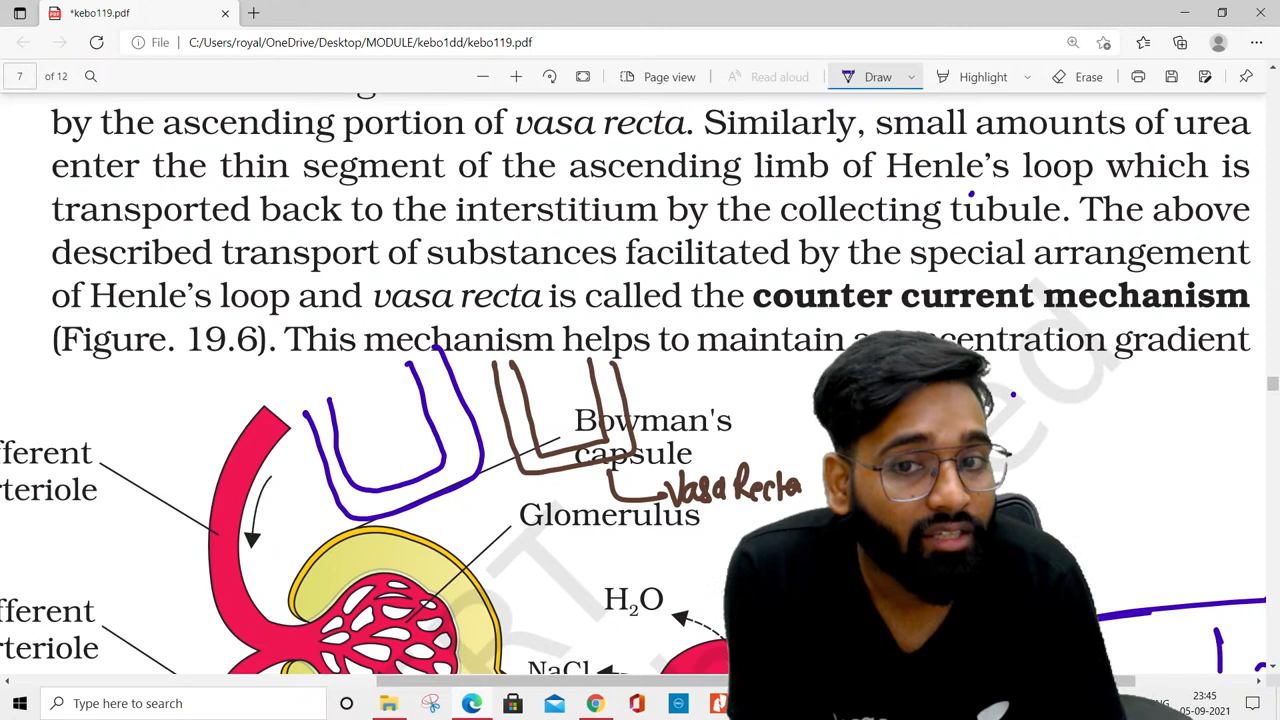 *kebo119.pdf
File C:/Users/royal/OneDrive/Desktop/MODULE/kebo1dd/kebo119.pdf
7 of 12 Page view Read aloud Draw Highlight Erase
by the ascending portion of vasa recta. Similarly, small amounts of urea
enter the thin segment of the ascending limb of Henle's loop which is
transported back to the interstitium by the collecting tubule. The above
described transport of substances facilitated by the special arrangement
of Henle's loop and vasa recta is called the counter current mechanism
(Figure. 19.6). This mechanism helps to maintain a concentration gradient
Bowman's
capsule
fferent
rteriole
Vasa Recta
Glomerulus
H₂O
fferent
rteriole
NaCl
Type here to search
23:45
05-09-2021